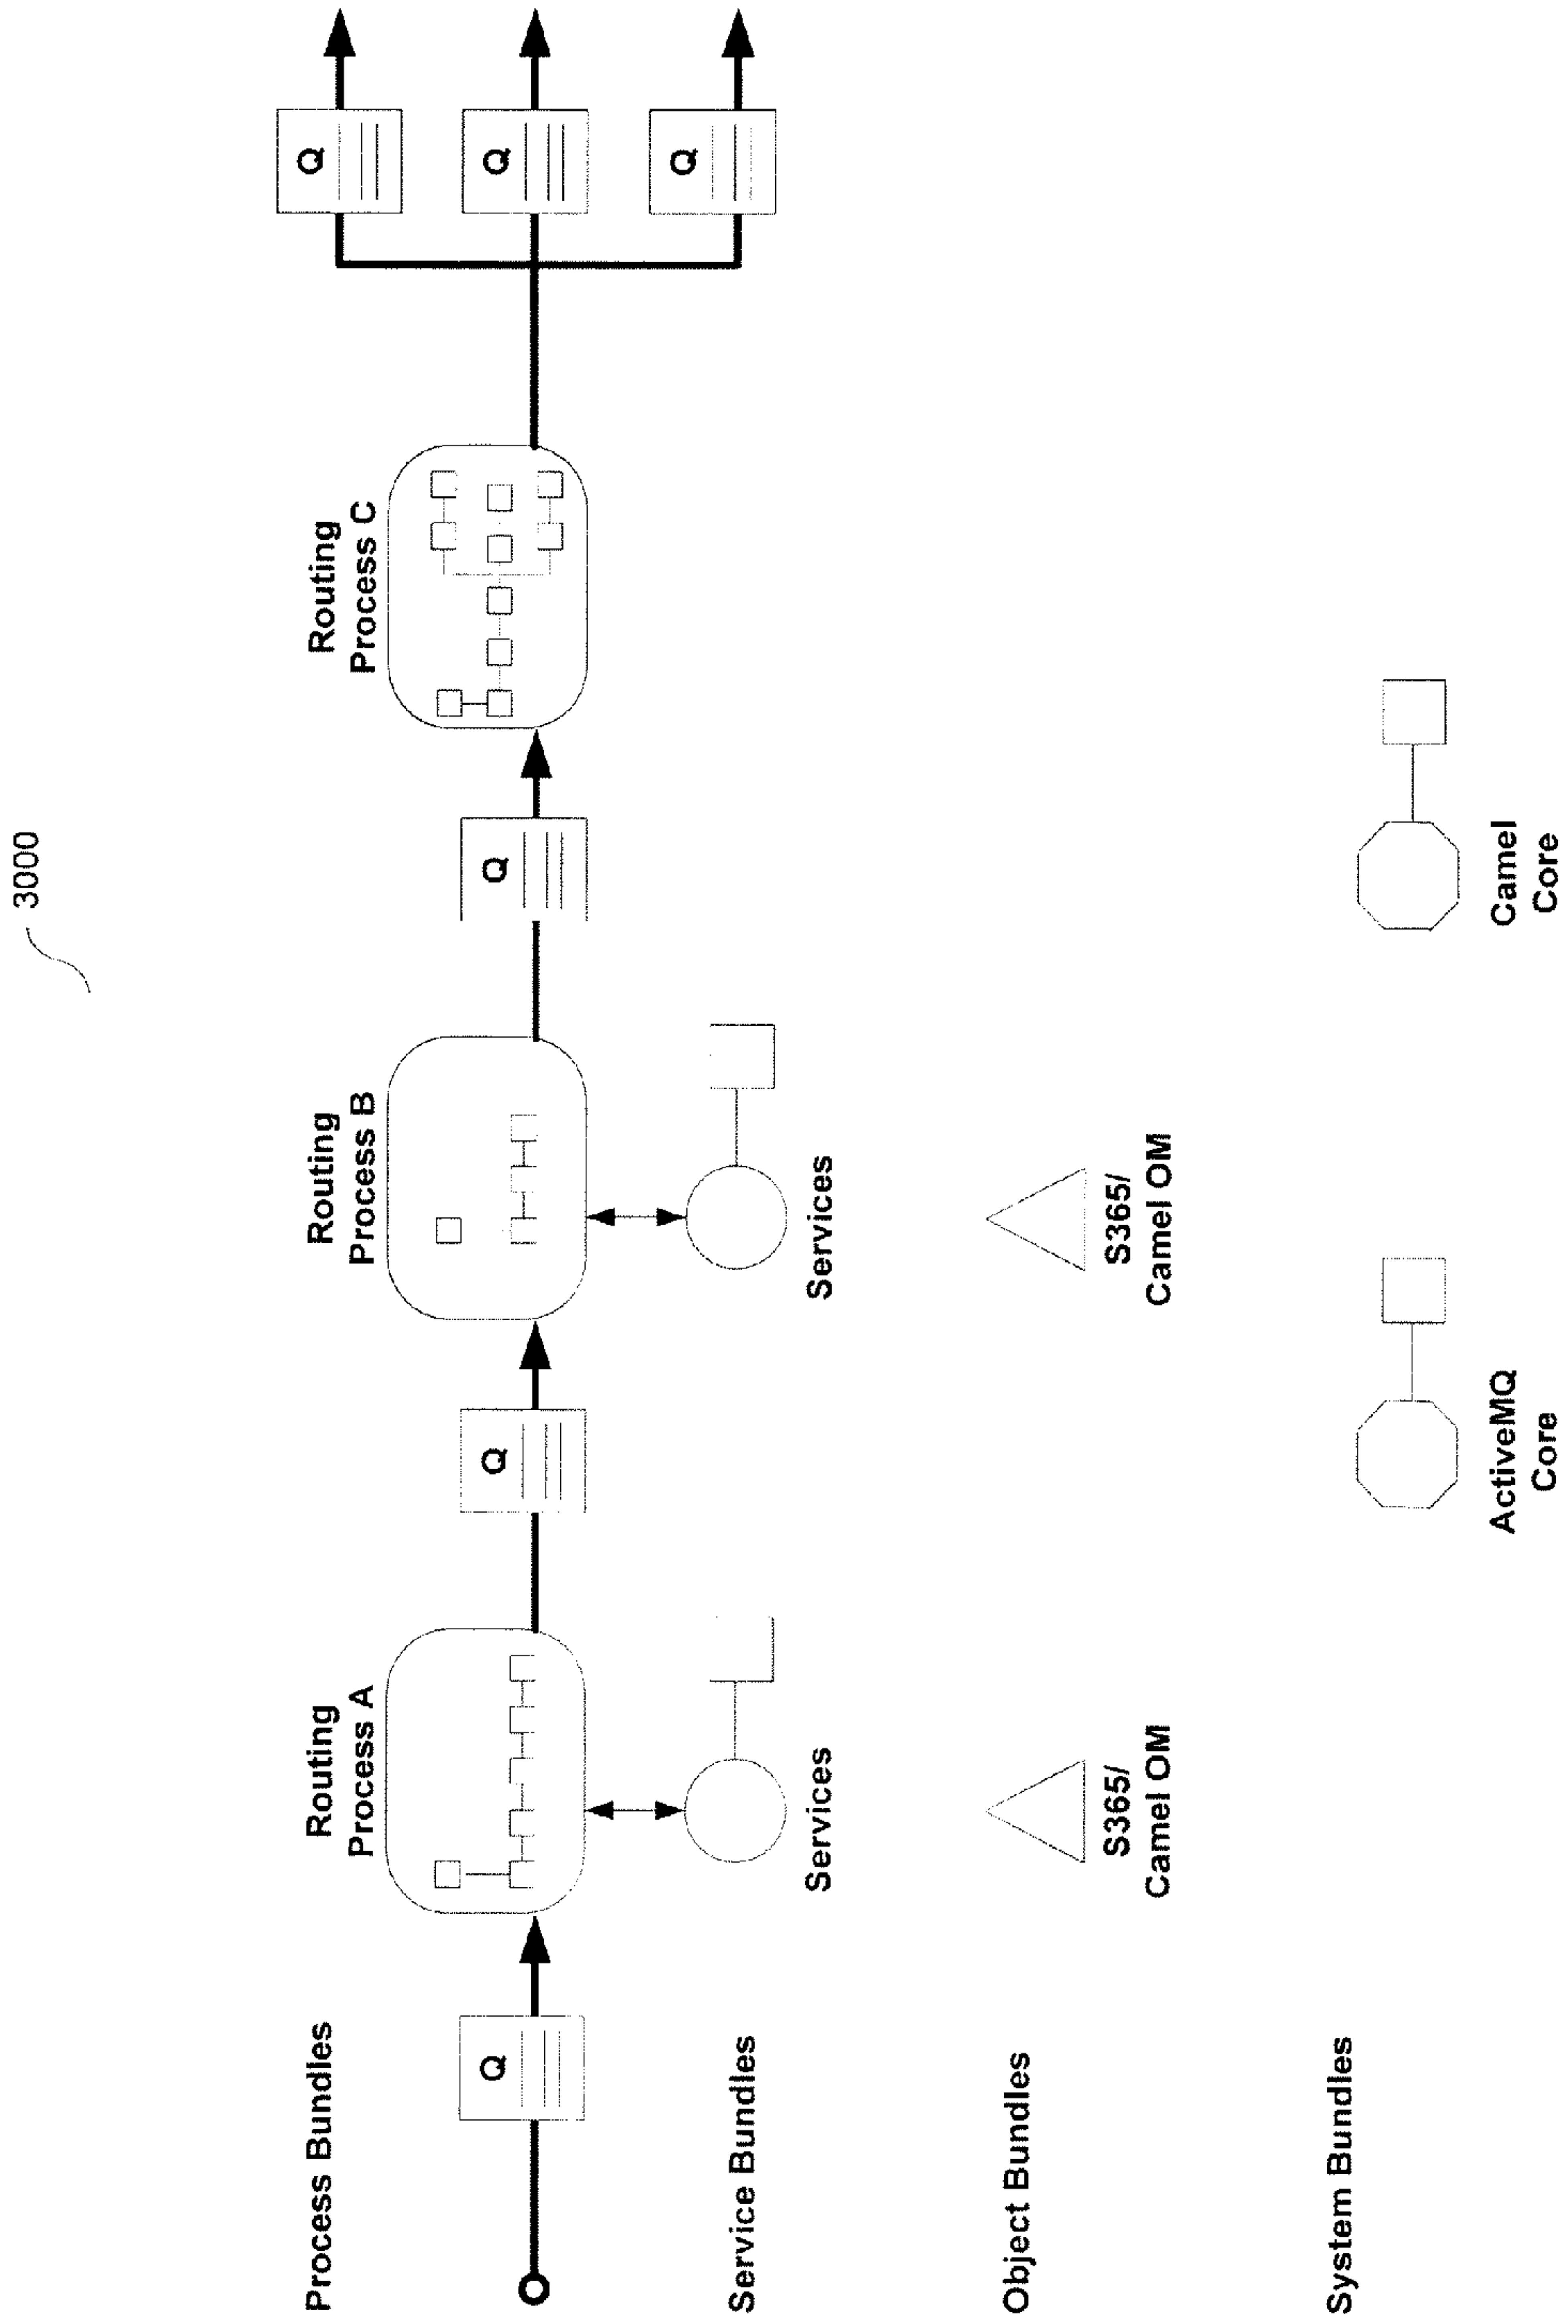 3000
Process Bundles
Routing
Process A
Routing
Process B
Routing
Process C
Q
Q
Q
Q
Q
Q
Service Bundles
Services
Services
Object Bundles
S365/
Camel OM
S365/
Camel OM
System Bundles
ActiveMQ
Core
Camel
Core